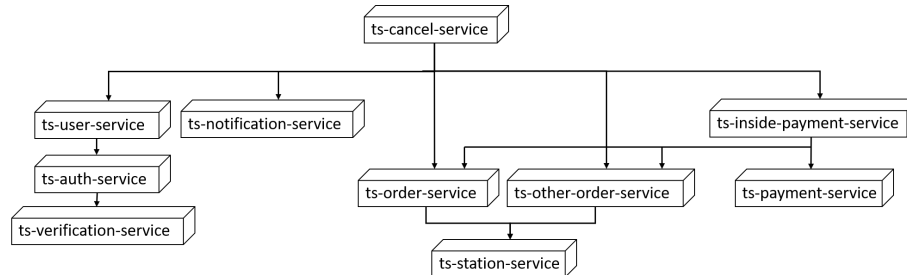 ts-cancel-service
ts-user-service
ts-notification-service
ts-inside-payment-service
ts-auth-service
ts-order-service
ts-other-order-service
ts-payment-service
ts-verification-service
ts-station-service